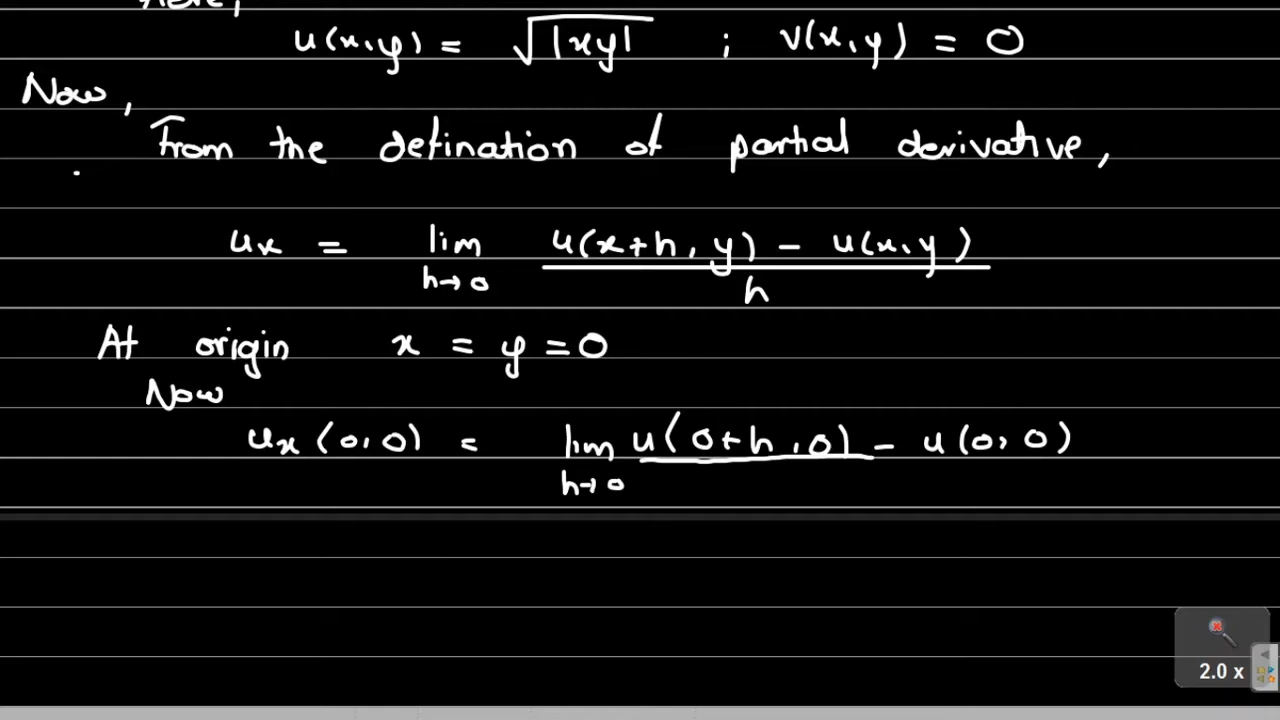 Here,
u(x,y) = √|xy| ; v(x,y) = 0
Now,
From the defination of partial derivative,
ux = lim h→0 u(x+h, y) - u(x,y) / h
At origin x = y = 0
Now
ux(0,0) = lim h→0 u(0+h, 0) - u(0,0)
2.0 x